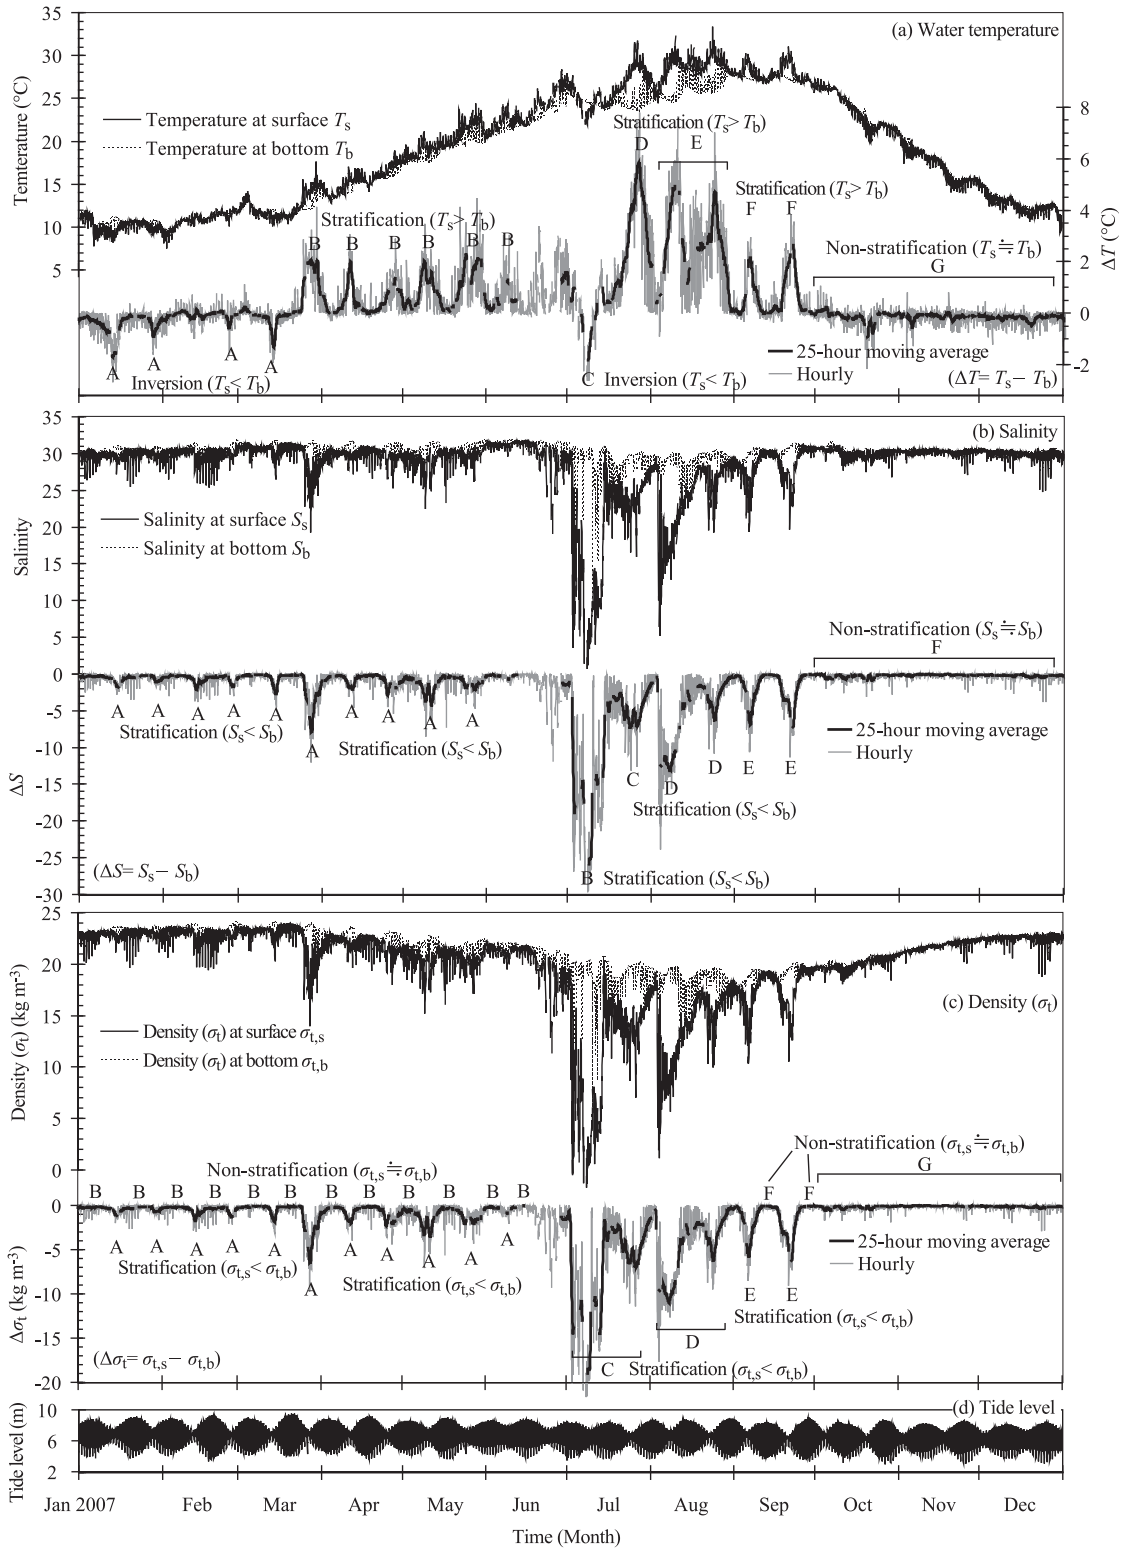 (a) Water temperature
35
30
25
20
15
10
5
Temterature (°C)
Temperature at surface Ts
Temperature at bottom Tb
8
6
4
2
0
-2
ΔT (°C)
Stratification (Ts> Tb)
D
E
Stratification (Ts> Tb)
F F
Stratification (Ts> Tb)
B B B B B B
Non-stratification (Ts≒Tb)
G
A A A A
Inversion (Ts< Tb)
C Inversion (Ts< Tb)
25-hour moving average
Hourly
(ΔT= Ts− Tb)
(b) Salinity
35
30
25
20
15
10
5
0
-5
-10
-15
-20
-25
-30
Salinity
ΔS
Salinity at surface Ss
Salinity at bottom Sb
Non-stratification (Ss≒Sb)
F
A A A A A A A A A
Stratification (Ss< Sb)
Stratification (Ss< Sb)
C D D E E
Stratification (Ss< Sb)
25-hour moving average
Hourly
(ΔS= Ss− Sb)
B Stratification (Ss< Sb)
(c) Density (σt)
25
20
15
10
5
0
0
-5
-10
-15
-20
Density (σt) (kg m-3)
Δσt (kg m-3)
Density (σt) at surface σt,s
Density (σt) at bottom σt,b
Non-stratification (σt,s≒σt,b)
Non-stratification (σt,s≒σt,b)
G
B B B B B B B B B B B B
F F
A A A A A A A A A A
Stratification (σt,s< σt,b)
Stratification (σt,s< σt,b)
25-hour moving average
Hourly
E E
Stratification (σt,s< σt,b)
D
C Stratification (σt,s< σt,b)
(Δσt= σt,s− σt,b)
(d) Tide level
10
6
2
Tide level (m)
Jan 2007 Feb Mar Apr May Jun Jul Aug Sep Oct Nov Dec
Time (Month)